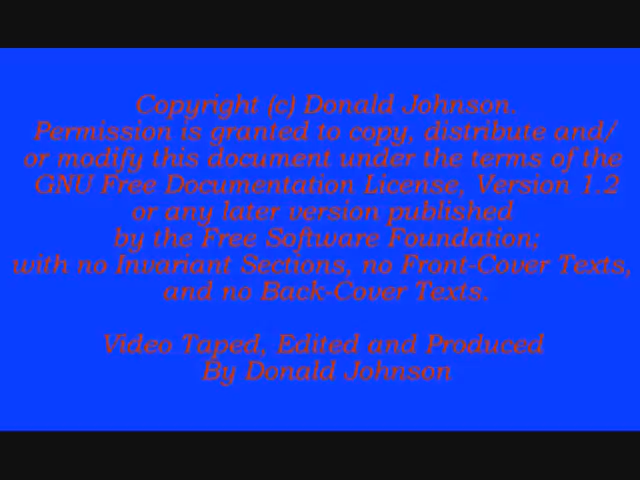 Copyright (c) Donald Johnson.
Permission is granted to copy, distribute and/
or modify this document under the terms of the
GNU Free Documentation License, Version 1.2
or any later version published
by the Free Software Foundation;
with no Invariant Sections, no Front-Cover Texts,
and no Back-Cover Texts.
Video Taped, Edited and Produced
By Donald Johnson